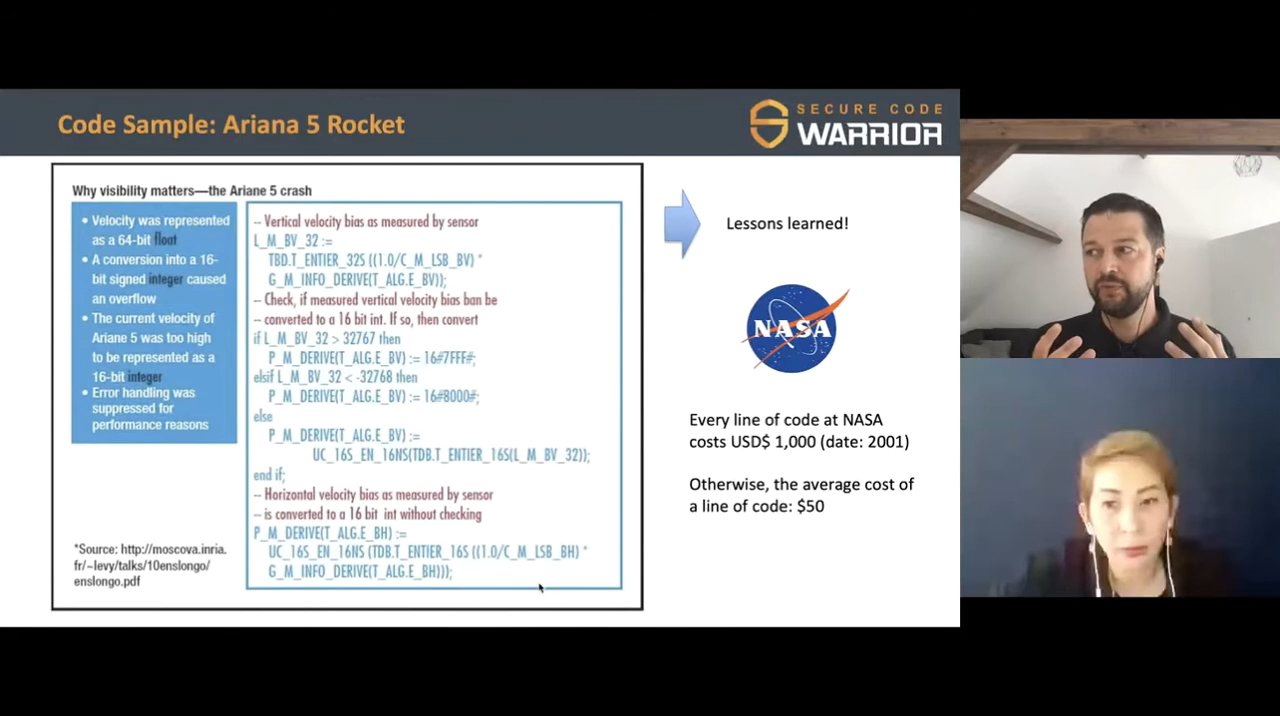 Code Sample: Ariana 5 Rocket
SECURE CODE
WARRIOR
Why visibility matters—the Ariane 5 crash
• Velocity was represented
as a 64-bit float
• A conversion into a 16-
bit signed integer caused
an overflow
• The current velocity of
Ariane 5 was too high
to be represented as a
16-bit integer
• Error handling was
suppressed for
performance reasons
*Source: http://moscova.inria.
fr/~levy/talks/10enslongo/
enslongo.pdf
-- Vertical velocity bias as measured by sensor
L_M_BV_32 :=
TBD.T_ENTIER_32S ((1.0/C_M_LSB_BV) *
G_M_INFO_DERIVE(T_ALG.E_BV));
-- Check, if measured vertical velocity bias ban be
-- converted to a 16 bit int. If so, then convert
if L_M_BV_32 > 32767 then
P_M_DERIVE(T_ALG.E_BV) := 16#7FFF#;
elsif L_M_BV_32 < -32768 then
P_M_DERIVE(T_ALG.E_BV) := 16#8000#;
else
P_M_DERIVE(T_ALG.E_BV) :=
UC_16S_EN_16NS(TDB.T_ENTIER_16S(L_M_BV_32));
end if;
-- Horizontal velocity bias as measured by sensor
-- is converted to a 16 bit int without checking
P_M_DERIVE(T_ALG.E_BH) :=
UC_16S_EN_16NS (TDB.T_ENTIER_16S ((1.0/C_M_LSB_BH) *
G_M_INFO_DERIVE(T_ALG.E_BH)));
Lessons learned!
NASA
Every line of code at NASA
costs USD$ 1,000 (date: 2001)
Otherwise, the average cost of
a line of code: $50